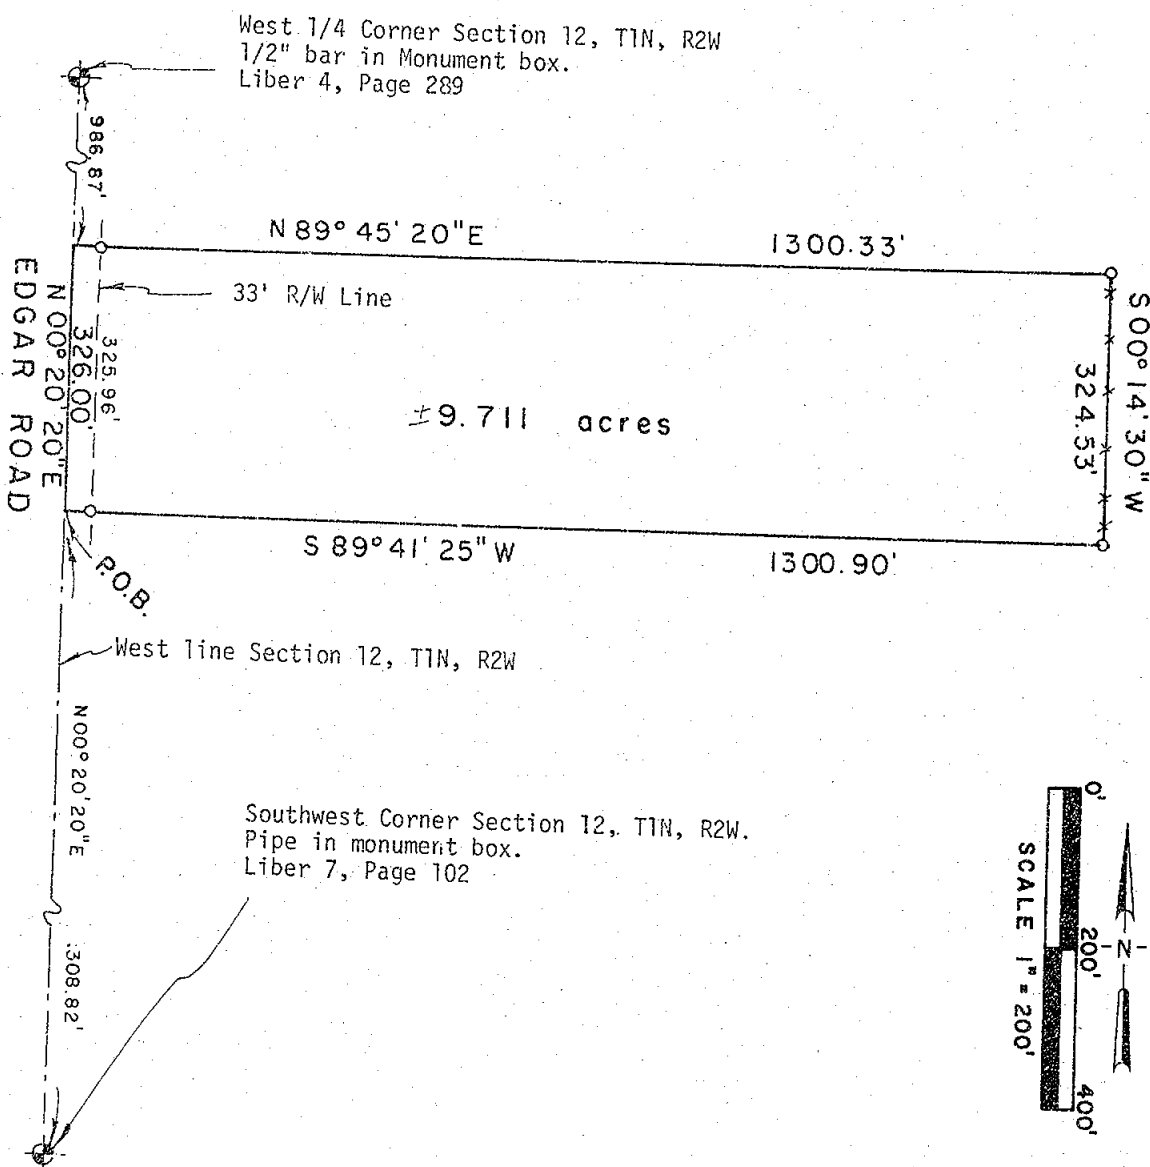 West 1/4 Corner Section 12, T1N, R2W
1/2" bar in Monument box.
Liber 4, Page 289
986.87'
N 89° 45' 20"E
1300.33'
33' R/W Line
325.96'
326.00'
N 00° 20' 20"E
EDGAR ROAD
±9.711 acres
S 00° 14' 30" W
324.53'
S 89° 41' 25" W
1300.90'
P.O.B.
West line Section 12, T1N, R2W
N 00° 20' 20"E
308.82'
Southwest Corner Section 12, T1N, R2W.
Pipe in monument box.
Liber 7, Page 102
0'
200'
400'
SCALE 1" = 200'
N